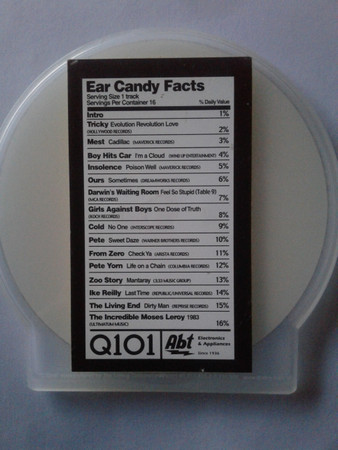 Ear Candy Facts
Serving Size 1 track
Servings Per Container 16 % Daily Value
Intro 1%
Tricky Evolution Revolution Love
(HOLLYWOOD RECORDS) 2%
Mest Cadillac (MAVERICK RECORDS) 3%
Boy Hits Car I'm a Cloud (WIND UP ENTERTAINMENT) 4%
Insolence Poison Well (MAVERICK RECORDS) 5%
Ours Sometimes (DREAMWORKS RECORDS) 6%
Darwin's Waiting Room Feel So Stupid (Table 9)
(MCA RECORDS) 7%
Girls Against Boys One Dose of Truth
(KOCH RECORDS) 8%
Cold No One (INTERSCOPE RECORDS) 9%
Pete Sweet Daze (WARNER BROTHERS RECORDS) 10%
From Zero Check Ya (ARISTA RECORDS) 11%
Pete Yorn Life on a Chain (COLUMBIA RECORDS) 12%
Zoo Story Mantaray (333 MUSIC GROUP) 13%
Ike Reilly Last Time (REPUBLIC/UNIVERSAL RECORDS) 14%
The Living End Dirty Man (REPRISE RECORDS) 15%
The Incredible Moses Leroy 1983
(ULTIMATUM MUSIC) 16%
Q101 Abt Electronics
& Appliances
Since 1936